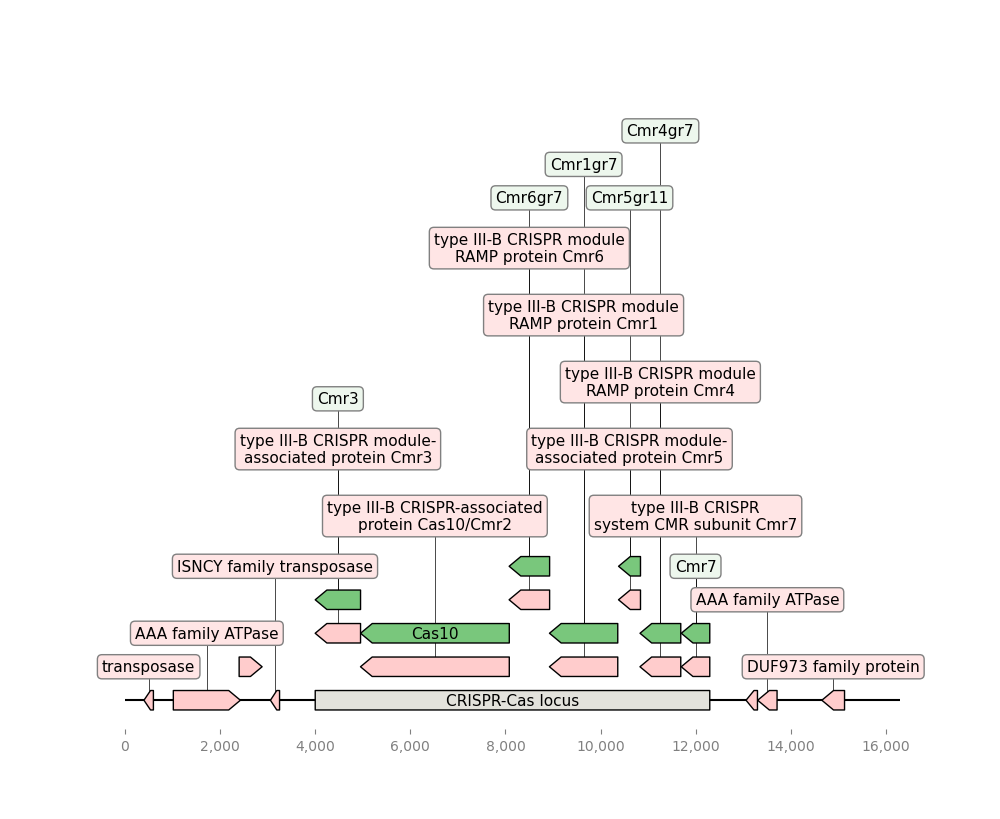 Cmr4gr7
Cmr1gr7
Cmr6gr7
Cmr5gr11
type III-B CRISPR module
RAMP protein Cmr6
type III-B CRISPR module
RAMP protein Cmr1
type III-B CRISPR module
RAMP protein Cmr4
Cmr3
type III-B CRISPR module-
associated protein Cmr3
type III-B CRISPR module-
associated protein Cmr5
type III-B CRISPR-associated
protein Cas10/Cmr2
type III-B CRISPR
system CMR subunit Cmr7
ISNCY family transposase
Cmr7
AAA family ATPase
AAA family ATPase
Cas10
transposase
DUF973 family protein
CRISPR-Cas locus
0
2,000
4,000
6,000
8,000
10,000
12,000
14,000
16,000